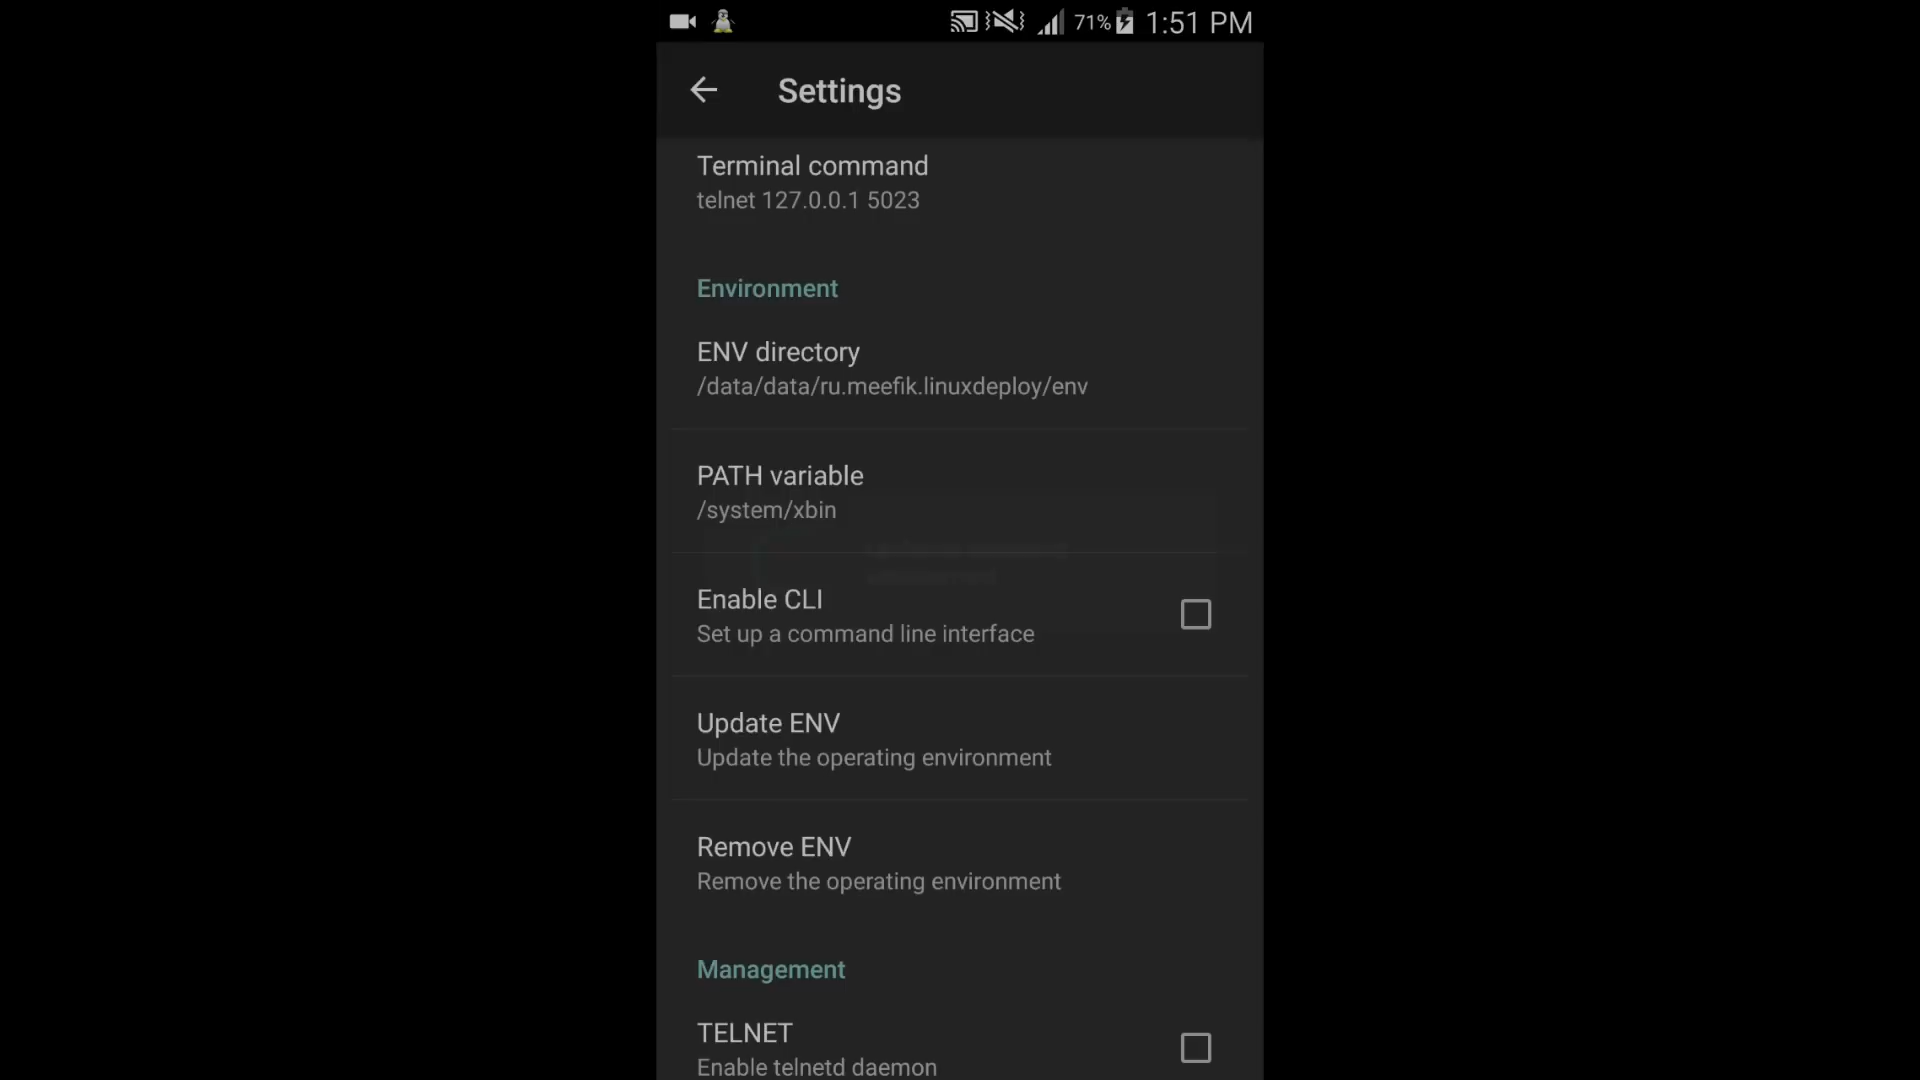 71% 1:51 PM
Settings
Terminal command
telnet 127.0.0.1 5023
Environment
ENV directory
/data/data/ru.meefik.linuxdeploy/env
PATH variable
/system/xbin
Enable CLI
Set up a command line interface
Update ENV
Update the operating environment
Remove ENV
Remove the operating environment
Management
TELNET
Enable telnetd daemon